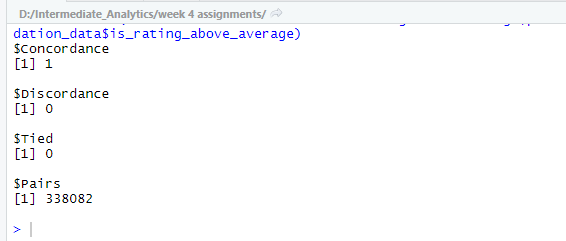 D:/Intermediate_Analytics/week 4 assignments/
dation_data$is_rating_above_average)
$Concordance
[1] 1
$Discordance
[1] 0
$Tied
[1] 0
$Pairs
[1] 338082
>